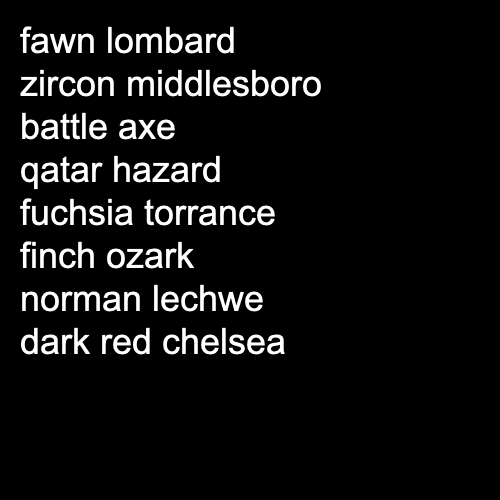 fawn lombard
zircon middlesboro
battle axe
qatar hazard
fuchsia torrance
finch ozark
norman lechwe
dark red chelsea